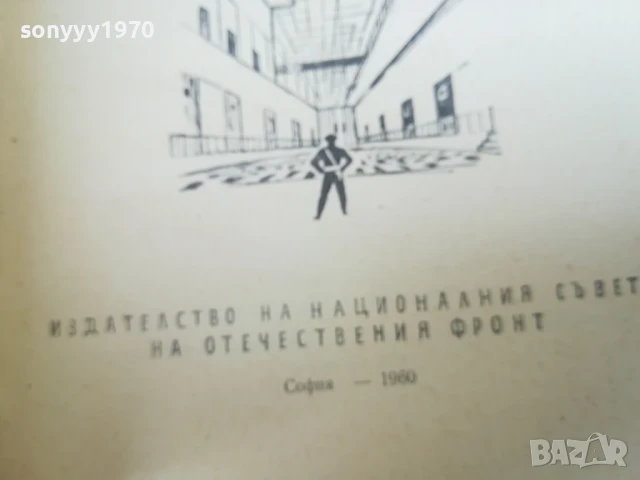 sonyyy1970
ИЗДАТЕЛСТВО НА НАЦИОНАЛНИЯ СЪВЕТ
НА ОТЕЧЕСТВЕНИЯ ФРОНТ
София — 1960
BAZAR